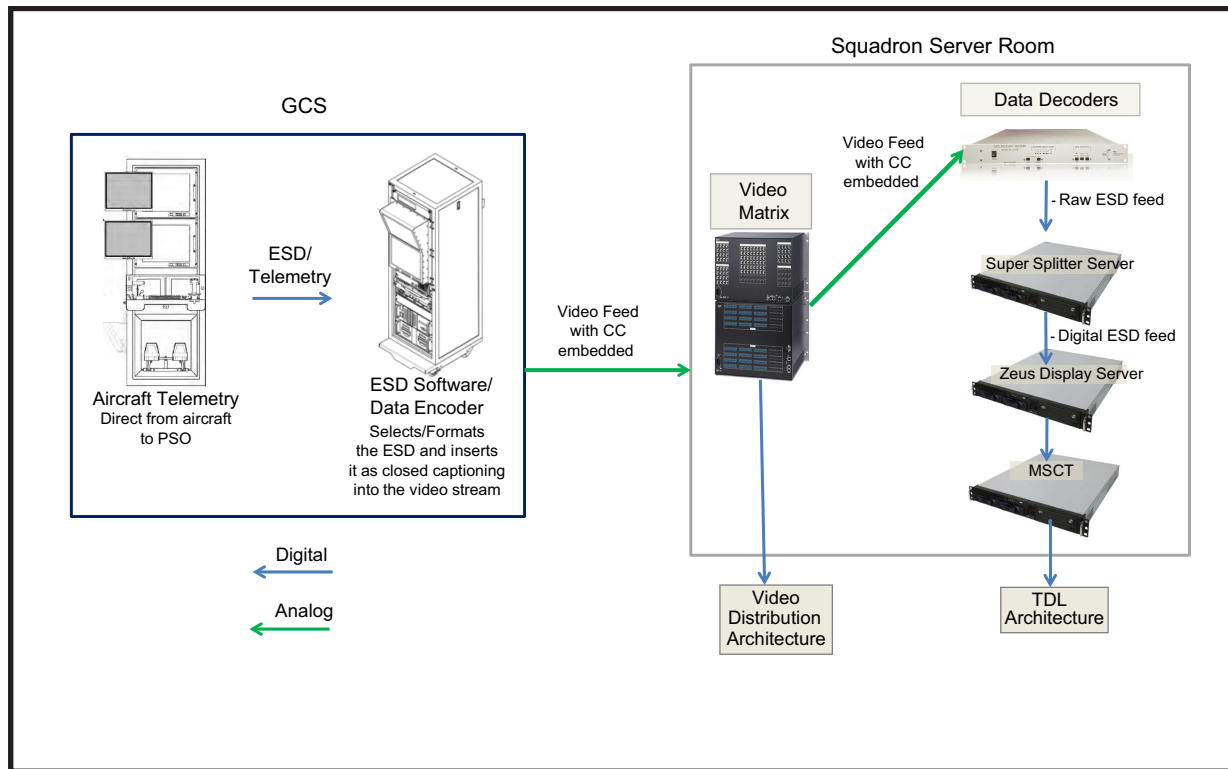 Squadron Server Room
GCS
Data Decoders
Video Feed
with CC
embedded
Video
Matrix
- Raw ESD feed
ESD/
Telemetry
Super Splitter Server
Video Feed
with CC
embedded
- Digital ESD feed
Zeus Display Server
Aircraft Telemetry
Direct from aircraft
to PSO
ESD Software/
Data Encoder
Selects/Formats
the ESD and inserts
it as closed captioning
into the video stream
MSCT
Digital
Analog
Video
Distribution
Architecture
TDL
Architecture